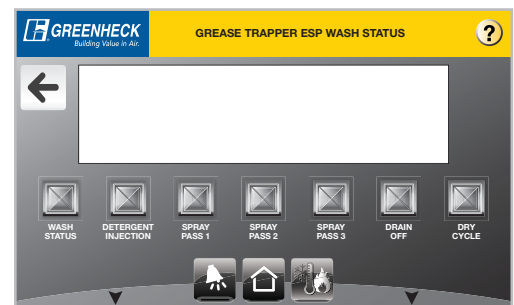 GREENHECK
Building Value in Air.
GREASE TRAPPER ESP WASH STATUS
?
WASH
STATUS
DETERGENT
INJECTION
SPRAY
PASS 1
SPRAY
PASS 2
SPRAY
PASS 3
DRAIN
OFF
DRY
CYCLE